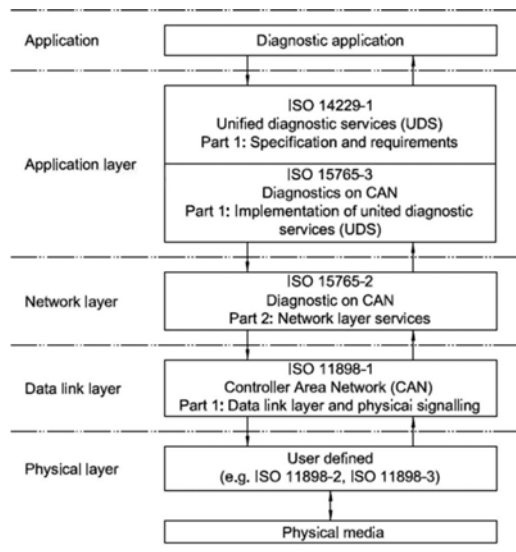 Application
Diagnostic application
Application layer
ISO 14229-1
Unified diagnostic services (UDS)
Part 1: Specification and requirements
ISO 15765-3
Diagnostics on CAN
Part 1: Implementation of united diagnostic
services (UDS)
Network layer
ISO 15765-2
Diagnostic on CAN
Part 2: Network layer services
Data link layer
ISO 11898-1
Controller Area Network (CAN)
Part 1: Data link layer and physical signalling
Physical layer
User defined
(e.g. ISO 11898-2, ISO 11898-3)
Physical media